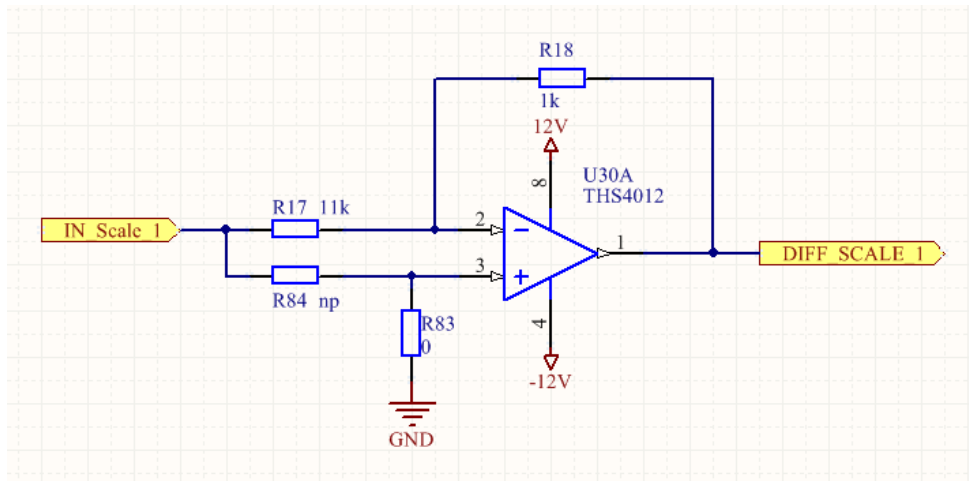 R18
1k
12V
8
U30A
THS4012
R17 11k
IN_Scale_1
2
1
DIFF_SCALE_1
3
R84 np
R83
0
4
-12V
GND